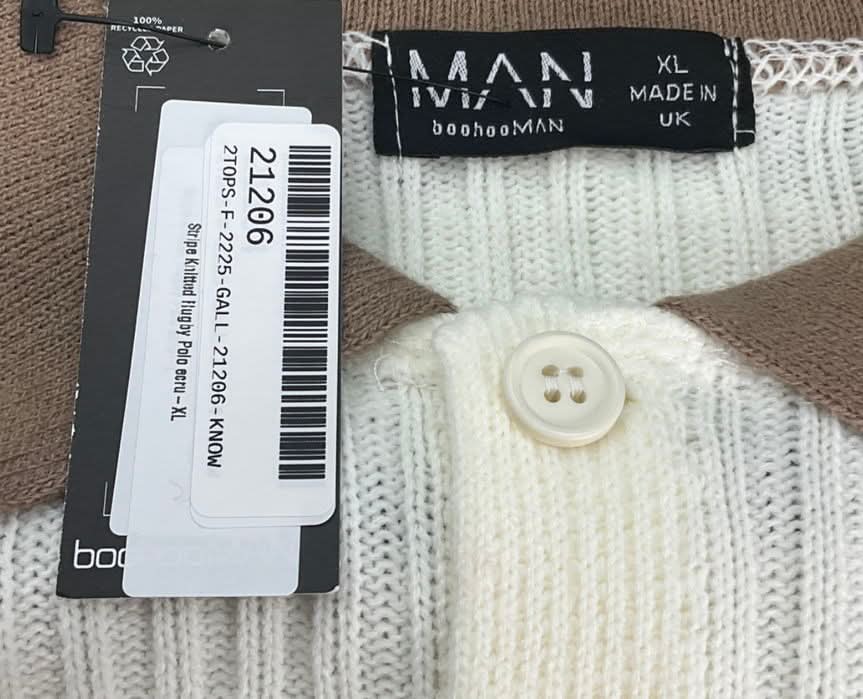 100%
RECYCLED PAPER
21206
2TOPS-F-2225-GALL-21206-KNOW
Stripe Knitted Rugby Polo ecru – XL
boo
MAN
boohooMAN
XL
MADE IN
UK